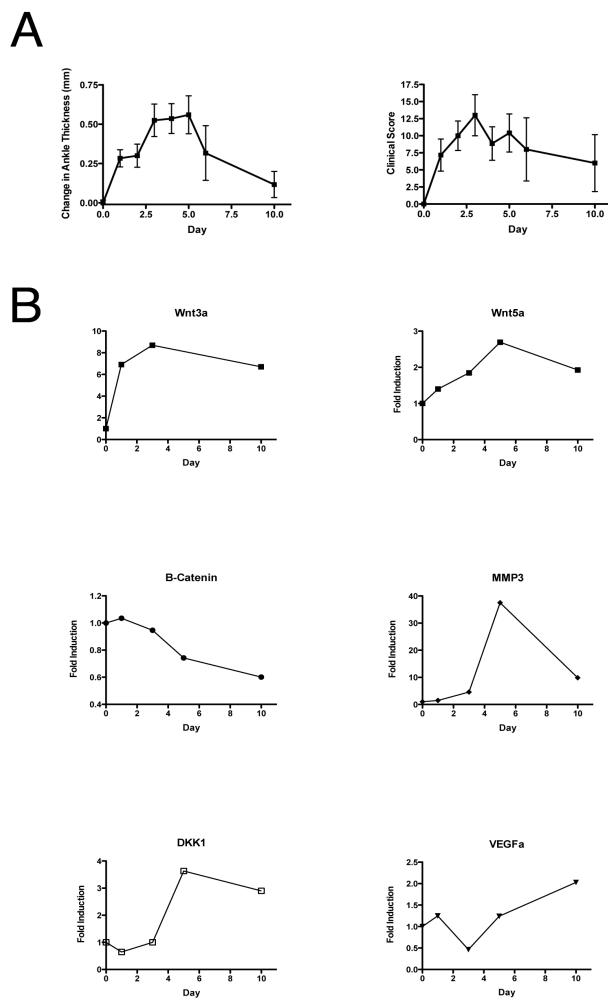 A
Change in Ankle Thickness (mm)
0.75
0.50
0.25
0.00
0.0 2.5 5.0 7.5 10.0
Day
Clinical Score
17.5
15.0
12.5
10.0
7.5
5.0
2.5
0.0
0.0 2.5 5.0 7.5 10.0
Day
B
Wnt3a
10
8
6
4
2
0
0 2 4 6 8 10
Day
Wnt5a
Fold Induction
3
2
1
0
0 2 4 6 8 10
Day
B-Catenin
Fold Induction
1.2
1.0
0.8
0.6
0.4
0 2 4 6 8 10
Day
MMP3
Fold Induction
40
30
20
10
0
0 2 4 6 8 10
Day
DKK1
Fold Induction
4
3
2
1
0
0 2 4 6 8 10
Day
VEGFa
Fold Induction
2.5
2.0
1.5
1.0
0.5
0.0
0 2 4 6 8 10
Day